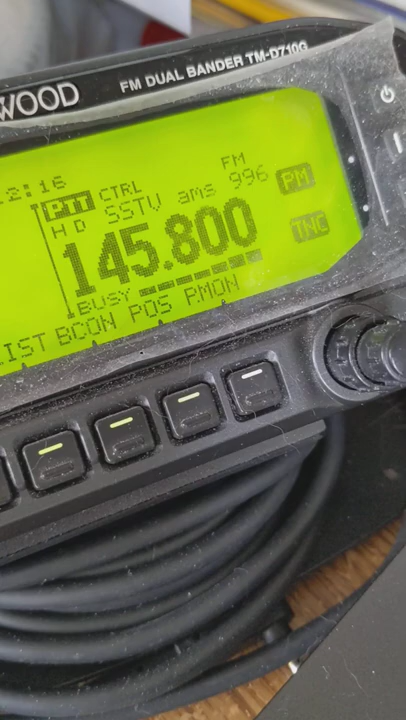 WOOD FM DUAL BANDER TM-D710G
12:16 FM
PTT CTRL 996 PM
H D SSTV ams
145.800 TNC
BUSY
LIST BCON POS P.MON